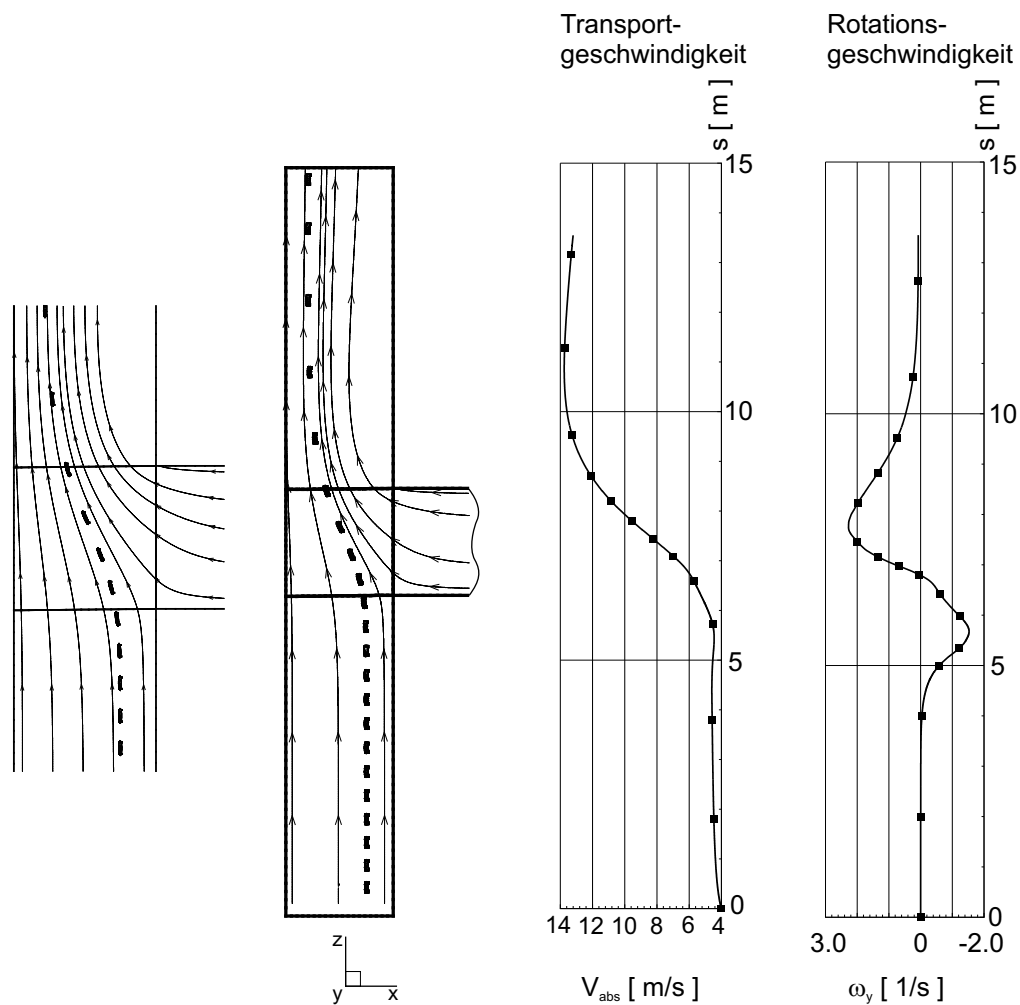 Transport-
geschwindigkeit
Rotations-
geschwindigkeit
s [ m ]
s [ m ]
15
15
10
10
5
5
0
0
14 12 10 8 6 4
3.0 0 -2.0
z
y x
V_abs [ m/s ]
ω_y [ 1/s ]